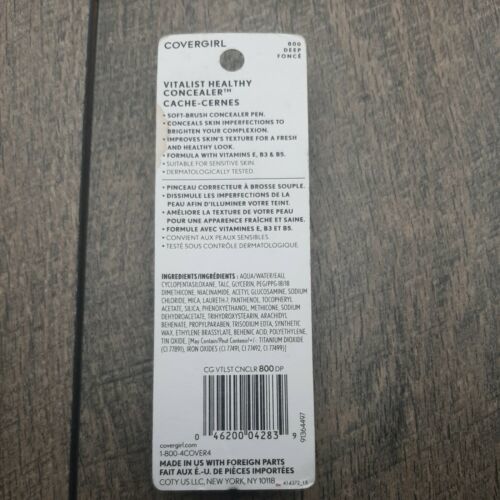 COVERGIRL
800
DEEP
FONCÉ
VITALIST HEALTHY
CONCEALER™
CACHE-CERNES
• SOFT-BRUSH CONCEALER PEN.
• CONCEALS SKIN IMPERFECTIONS TO
BRIGHTEN YOUR COMPLEXION.
• IMPROVES SKIN'S TEXTURE FOR A FRESH
AND HEALTHY LOOK.
• FORMULA WITH VITAMINS E, B3 & B5.
• SUITABLE FOR SENSITIVE SKIN.
• DERMATOLOGICALLY TESTED.
• PINCEAU CORRECTEUR À BROSSE SOUPLE.
• DISSIMULE LES IMPERFECTIONS DE LA
PEAU AFIN D'ILLUMINER VOTRE TEINT.
• AMÉLIORE LA TEXTURE DE VOTRE PEAU
POUR UNE APPARENCE FRAÎCHE ET SAINE.
• FORMULE AVEC VITAMINES E, B3 ET B5.
• CONVIENT AUX PEAUX SENSIBLES.
• TESTÉ SOUS CONTRÔLE DERMATOLOGIQUE.
INGREDIENTS/INGRÉDIENTS: AQUA/WATER/EAU,
CYCLOPENTASILOXANE, TALC, GLYCERIN, PEG/PPG-18/18
DIMETHICONE, NIACINAMIDE, ACETYL GLUCOSAMINE, SODIUM
CHLORIDE, MICA, LAURETH-7, PANTHENOL, TOCOPHERYL
ACETATE, SILICA, PHENOXYETHANOL, METHICONE, SODIUM
DEHYDROACETATE, TRIHYDROXYSTEARIN, ARACHIDYL
BEHENATE, PROPYLPARABEN, TRISODIUM EDTA, SYNTHETIC
WAX, ETHYLENE BRASSYLATE, BEHENIC ACID, POLYETHYLENE,
TIN OXIDE, [May Contain/Peut Contenir/+/-: TITANIUM DIOXIDE
(CI 77891), IRON OXIDES (CI 77491, CI 77492, CI 77499)]
CG VTLST CNCLR 800 DP
0 46200 04283 9
91364497
covergirl.com
1-800-4COVER4
MADE IN US WITH FOREIGN PARTS
FAIT AUX É.-U. DE PIÈCES IMPORTÉES
COTY US LLC, NEW YORK, NY 10118